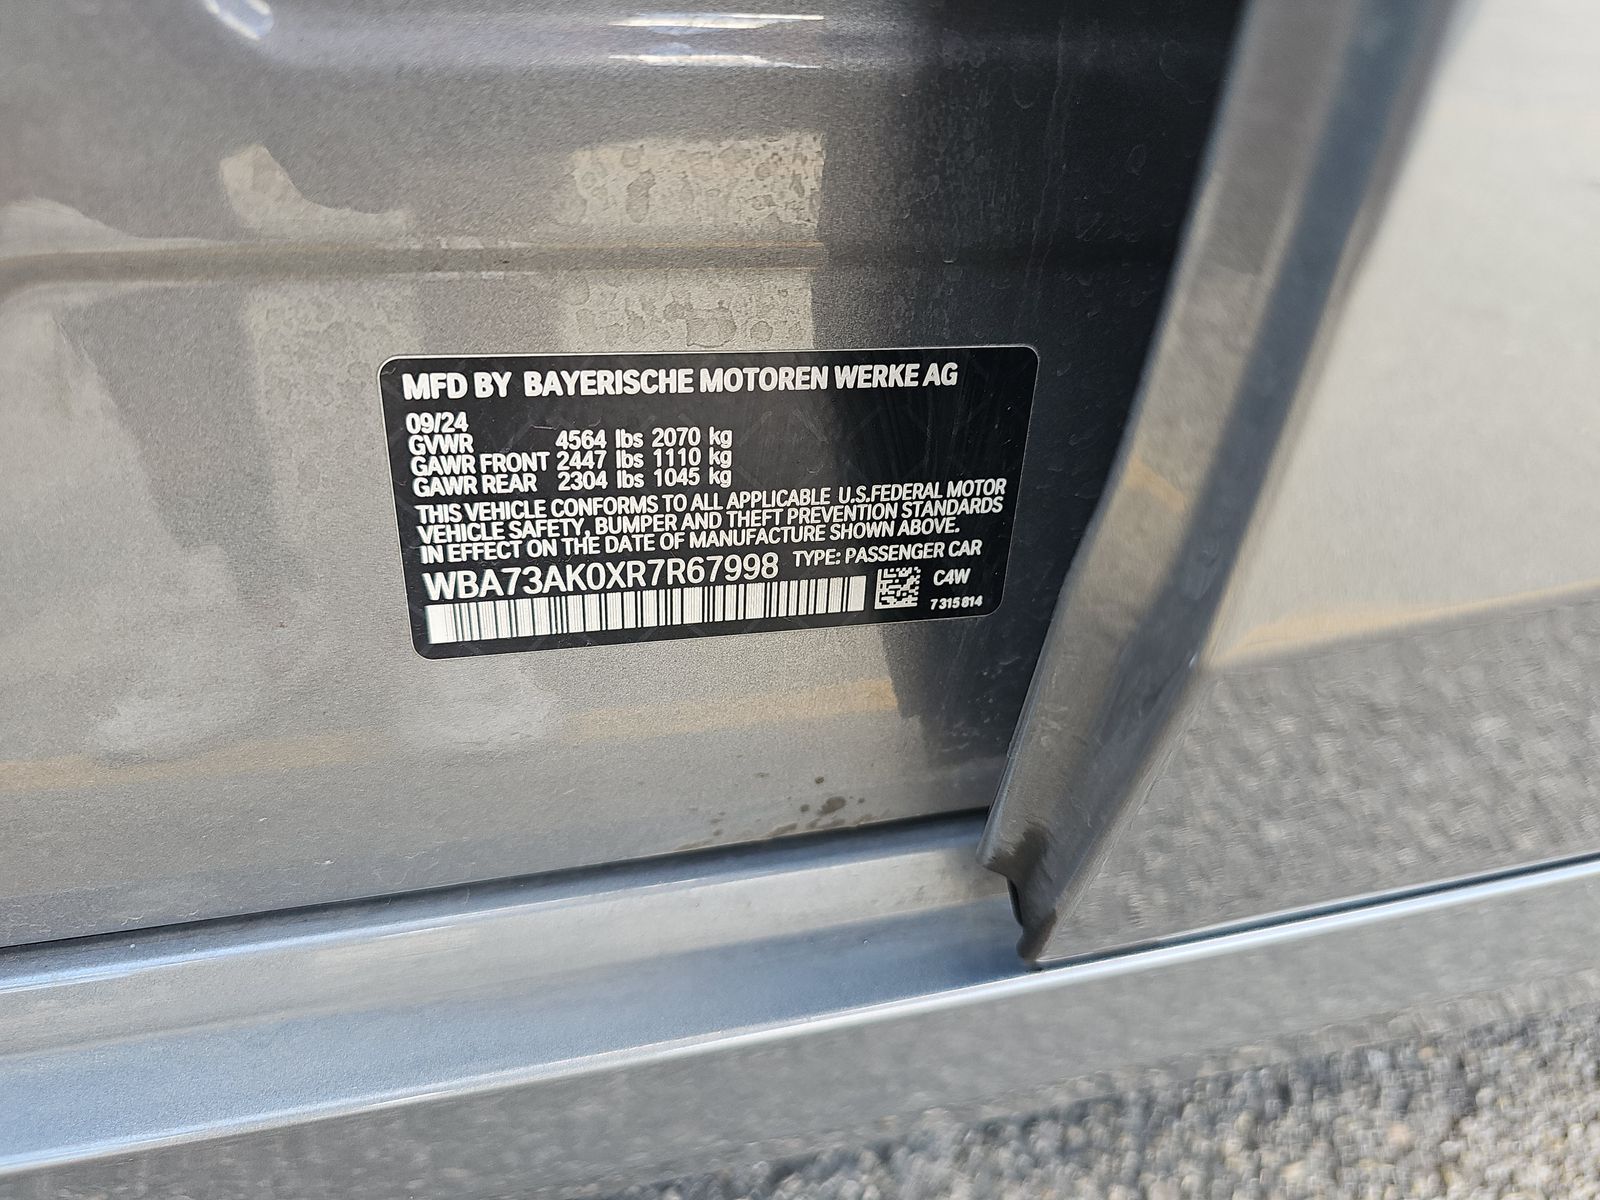 MFD BY BAYERISCHE MOTOREN WERKE AG
09/24
GVWR 4564 lbs 2070 kg
GAWR FRONT 2447 lbs 1110 kg
GAWR REAR 2304 lbs 1045 kg
THIS VEHICLE CONFORMS TO ALL APPLICABLE U.S.FEDERAL MOTOR
VEHICLE SAFETY, BUMPER AND THEFT PREVENTION STANDARDS
IN EFFECT ON THE DATE OF MANUFACTURE SHOWN ABOVE.
WBA73AK0XR7R67998 TYPE: PASSENGER CAR
C4W
7 315 814